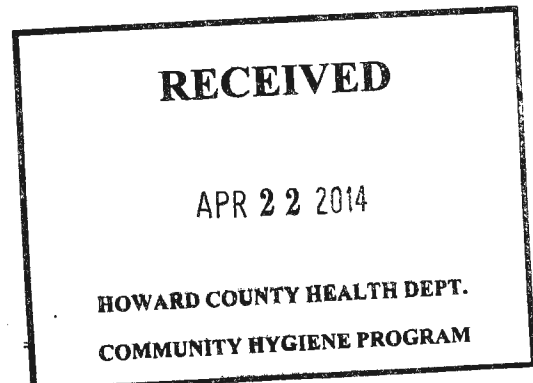 RECEIVED
APR 22 2014
HOWARD COUNTY HEALTH DEPT.
COMMUNITY HYGIENE PROGRAM